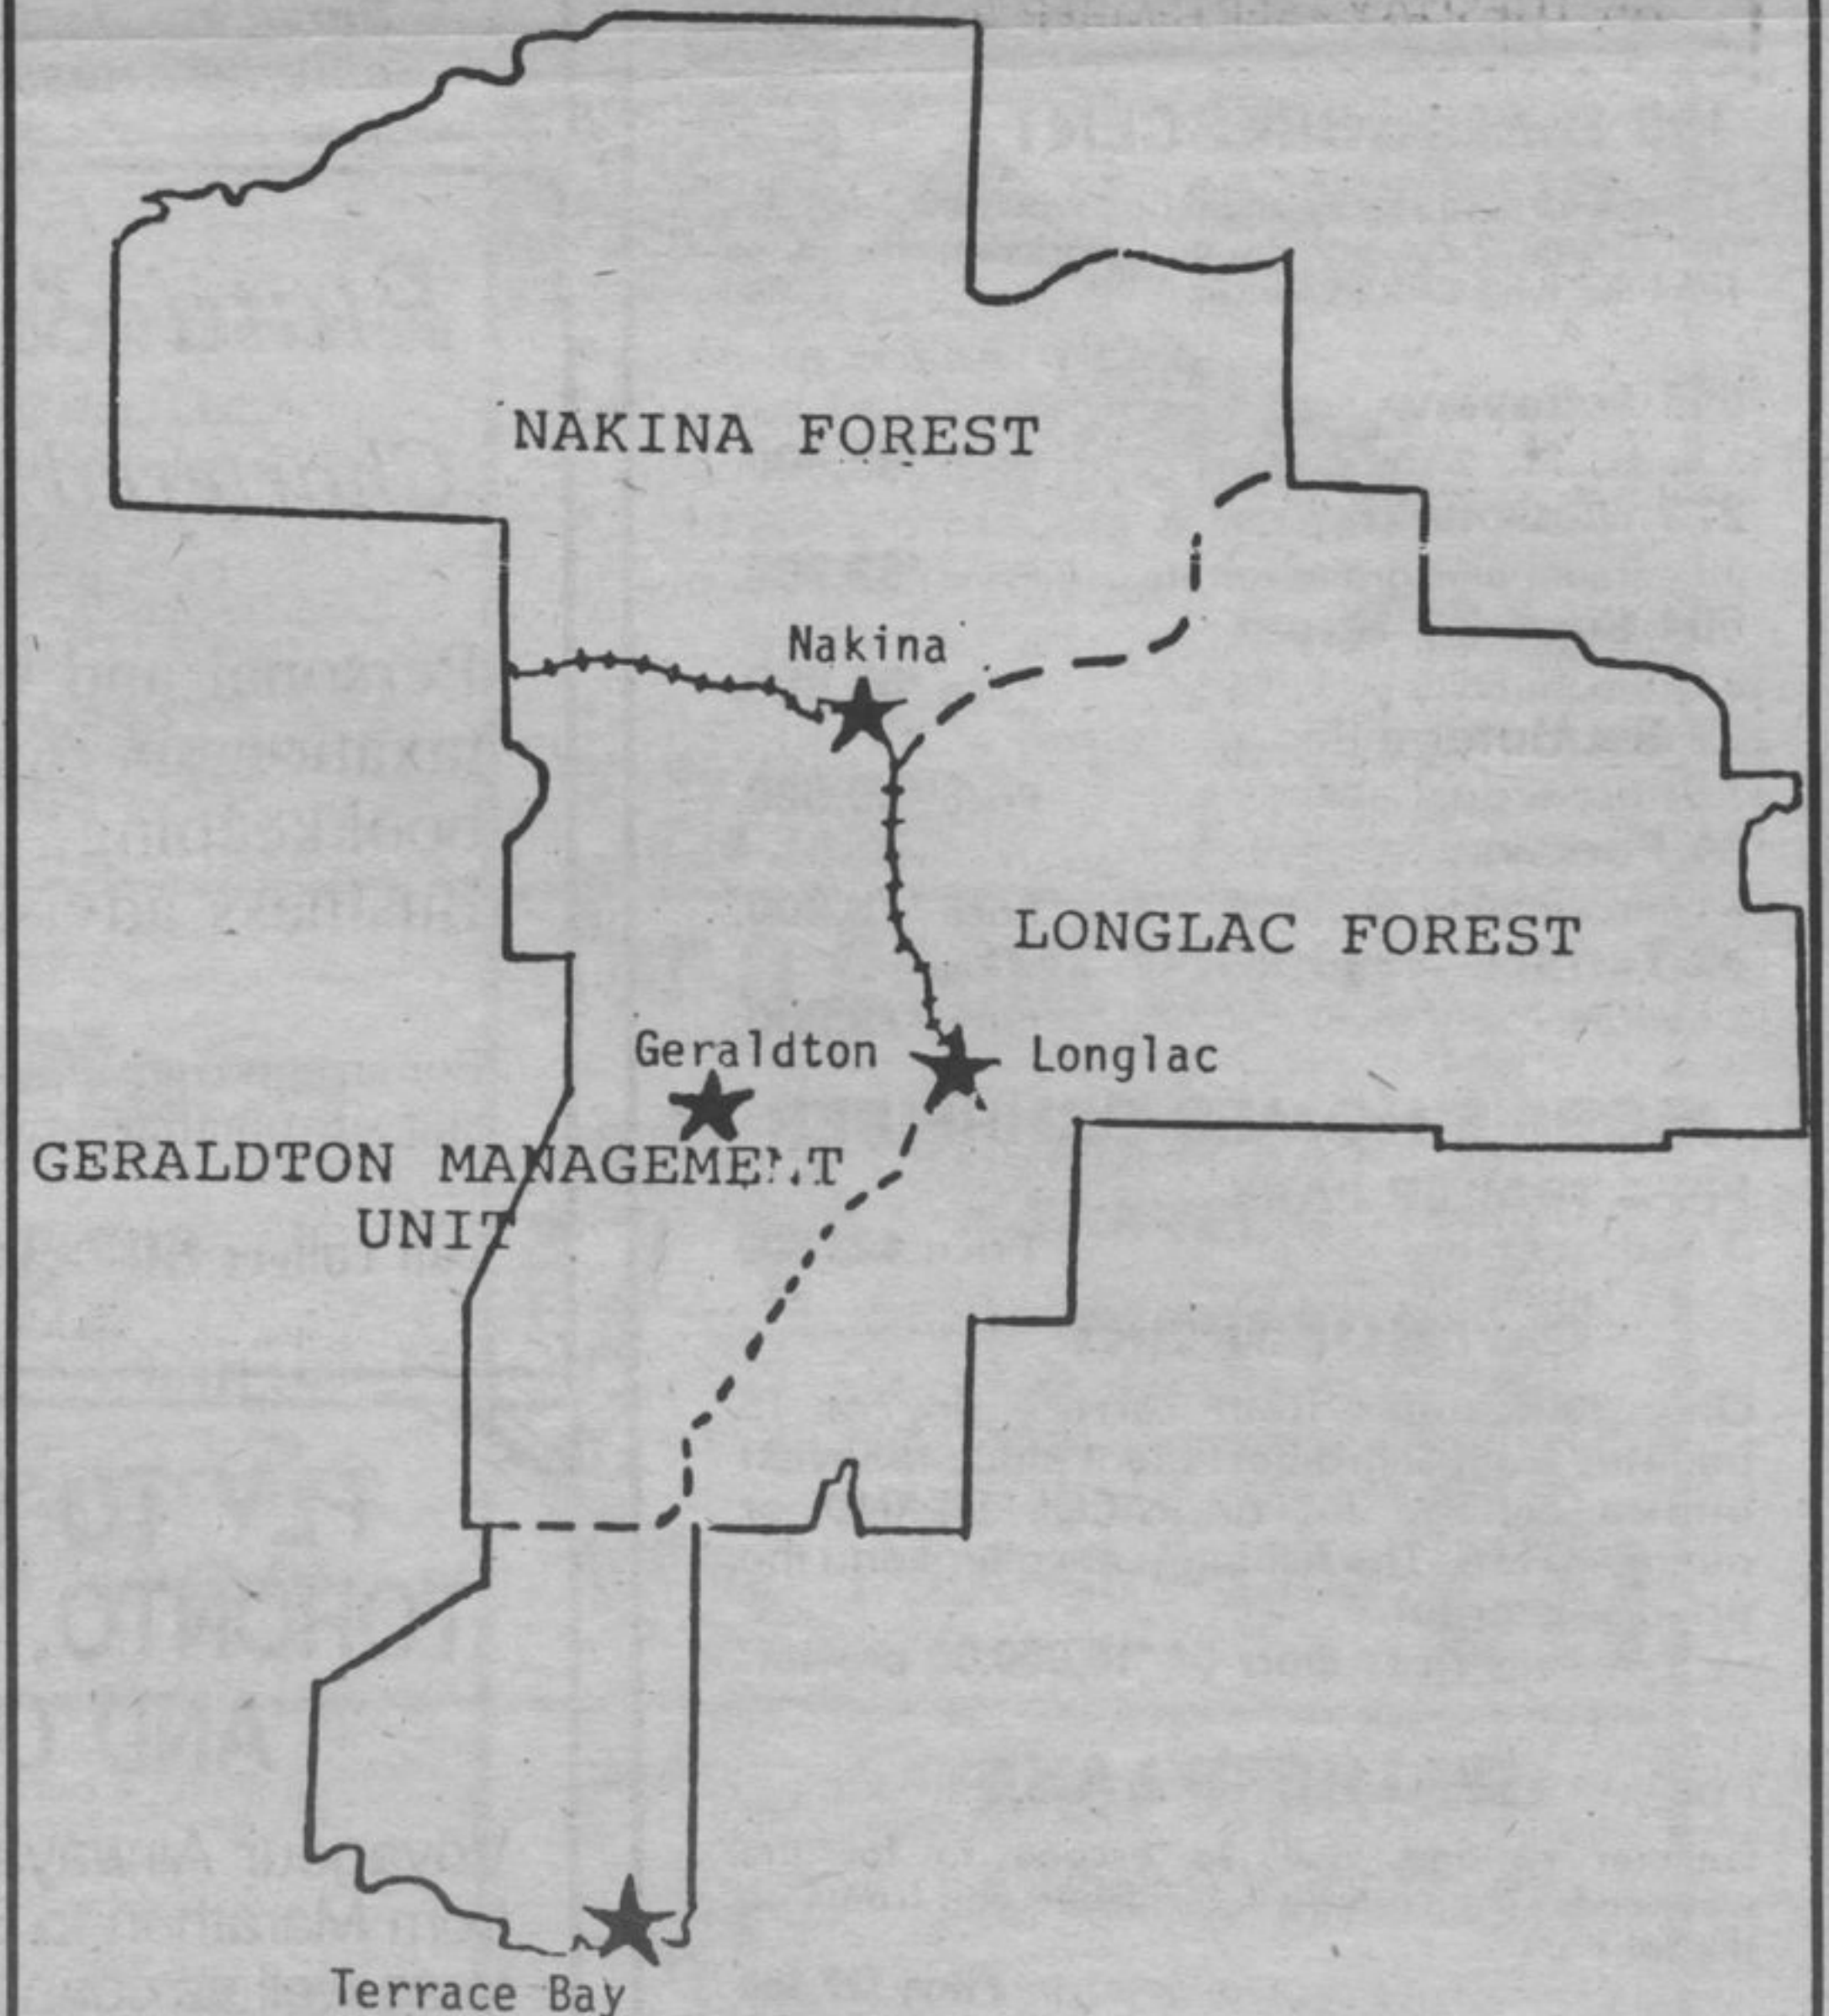 NAKINA FOREST
Nakina
LONGLAC FOREST
Geraldton
Longlac
GERALDTON MANAGEMENT
UNIT
Terrace Bay